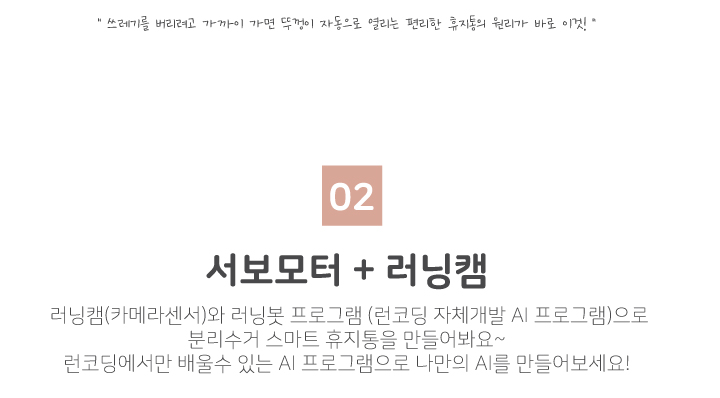 " 쓰레기를 버리려고 가까이 가면 뚜껑이 자동으로 열리는 편리한 휴지통의 원리가 바로 이것! "
02
서보모터 + 러닝캠
러닝캠(카메라센서)와 러닝봇 프로그램 (런코딩 자체개발 AI 프로그램)으로
분리수거 스마트 휴지통을 만들어봐요~
런코딩에서만 배울수 있는 AI 프로그램으로 나만의 AI를 만들어보세요!